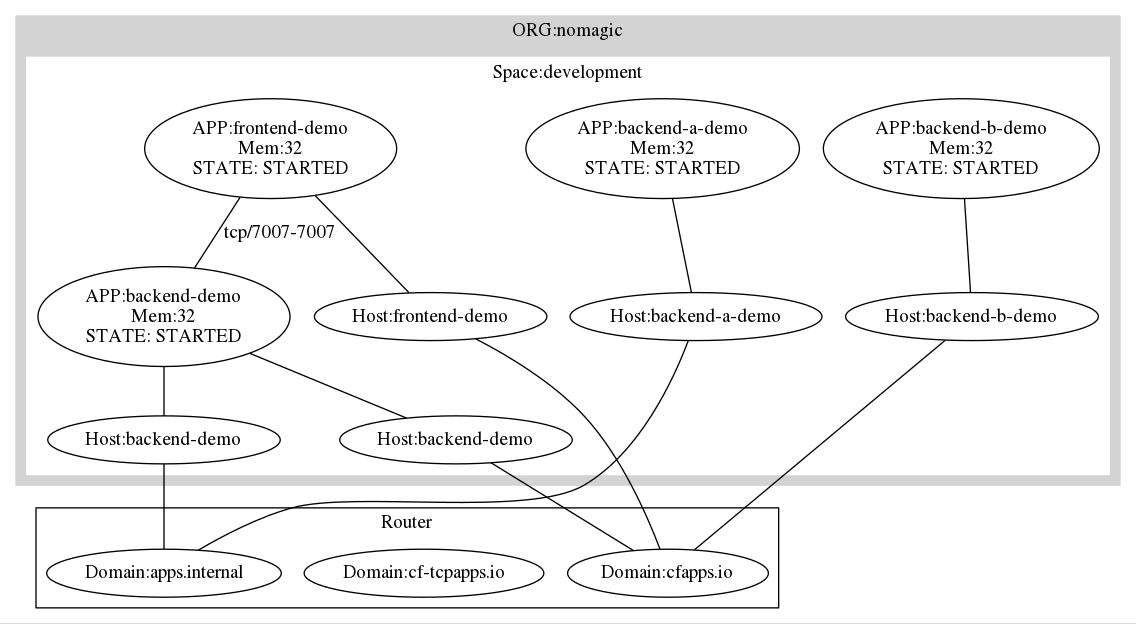 ORG:nomagic
Space:development
APP:frontend-demo
Mem:32
STATE: STARTED
APP:backend-a-demo
Mem:32
STATE: STARTED
APP:backend-b-demo
Mem:32
STATE: STARTED
tcp/7007-7007
APP:backend-demo
Mem:32
STATE: STARTED
Host:frontend-demo
Host:backend-a-demo
Host:backend-b-demo
Host:backend-demo
Host:backend-demo
Router
Domain:apps.internal
Domain:cf-tcpapps.io
Domain:cfapps.io